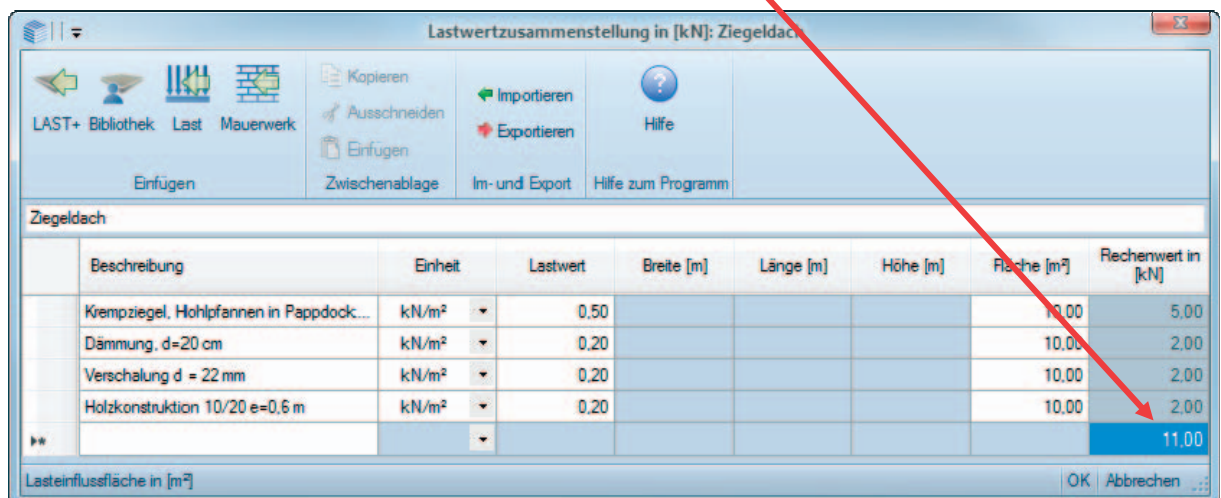 Lastwertzusammenstellung in [kN]: Ziegeldach
LAST+ Bibliothek Last Mauerwerk
Einfügen
Kopieren
Ausschneiden
Einfügen
Zwischenablage
Importieren
Exportieren
Im- und Export
Hilfe
Hilfe zum Programm
Ziegeldach
Beschreibung Einheit Lastwert Breite [m] Länge [m] Höhe [m] Fläche [m²] Rechenwert in [kN]
Krempziegel, Hohlpfannen in Pappdock... kN/m² 0,50 10,00 5,00
Dämmung, d=20 cm kN/m² 0,20 10,00 2,00
Verschalung d = 22 mm kN/m² 0,20 10,00 2,00
Holzkonstruktion 10/20 e=0,6 m kN/m² 0,20 10,00 2,00
11,00
Lasteinflussfläche in [m²] OK Abbrechen